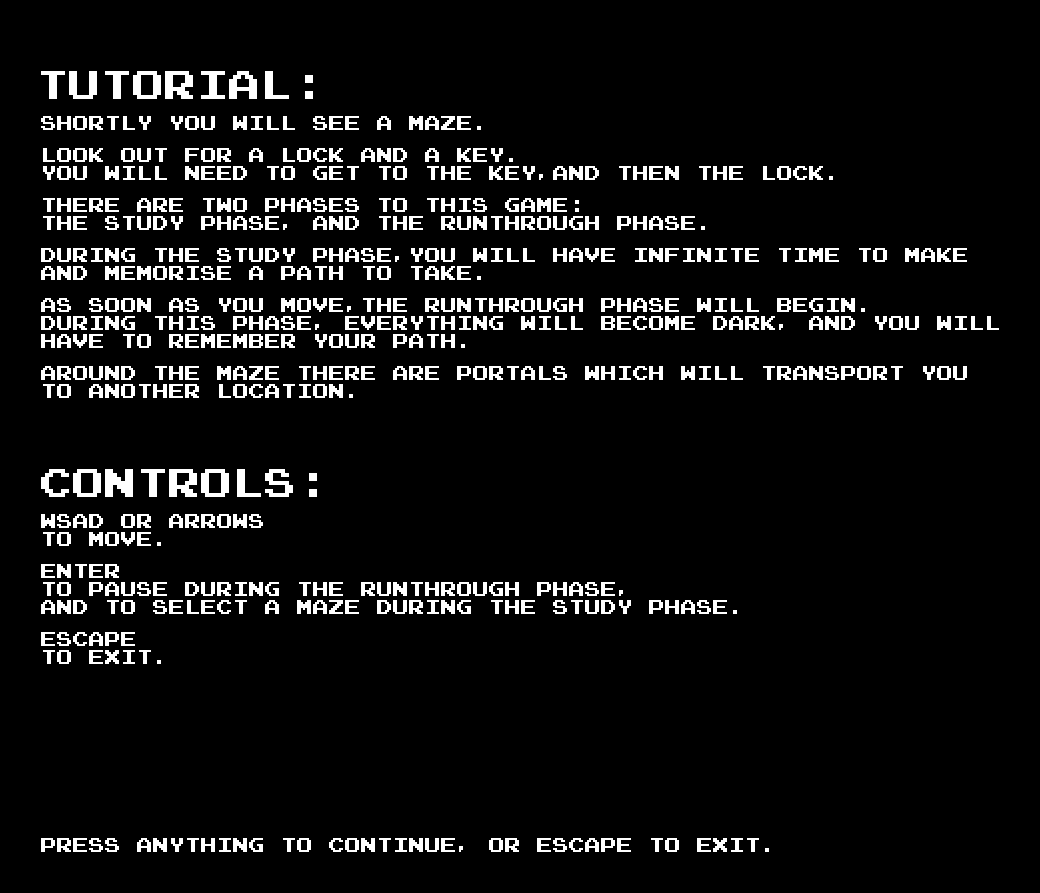 TUTORIAL:
SHORTLY YOU WILL SEE A MAZE.
LOOK OUT FOR A LOCK AND A KEY.
YOU WILL NEED TO GET TO THE KEY, AND THEN THE LOCK.
THERE ARE TWO PHASES TO THIS GAME:
THE STUDY PHASE, AND THE RUNTHROUGH PHASE.
DURING THE STUDY PHASE, YOU WILL HAVE INFINITE TIME TO MAKE
AND MEMORISE A PATH TO TAKE.
AS SOON AS YOU MOVE, THE RUNTHROUGH PHASE WILL BEGIN.
DURING THIS PHASE, EVERYTHING WILL BECOME DARK, AND YOU WILL
HAVE TO REMEMBER YOUR PATH.
AROUND THE MAZE THERE ARE PORTALS WHICH WILL TRANSPORT YOU
TO ANOTHER LOCATION.
CONTROLS:
WSAD OR ARROWS
TO MOVE.
ENTER
TO PAUSE DURING THE RUNTHROUGH PHASE,
AND TO SELECT A MAZE DURING THE STUDY PHASE.
ESCAPE
TO EXIT.
PRESS ANYTHING TO CONTINUE, OR ESCAPE TO EXIT.